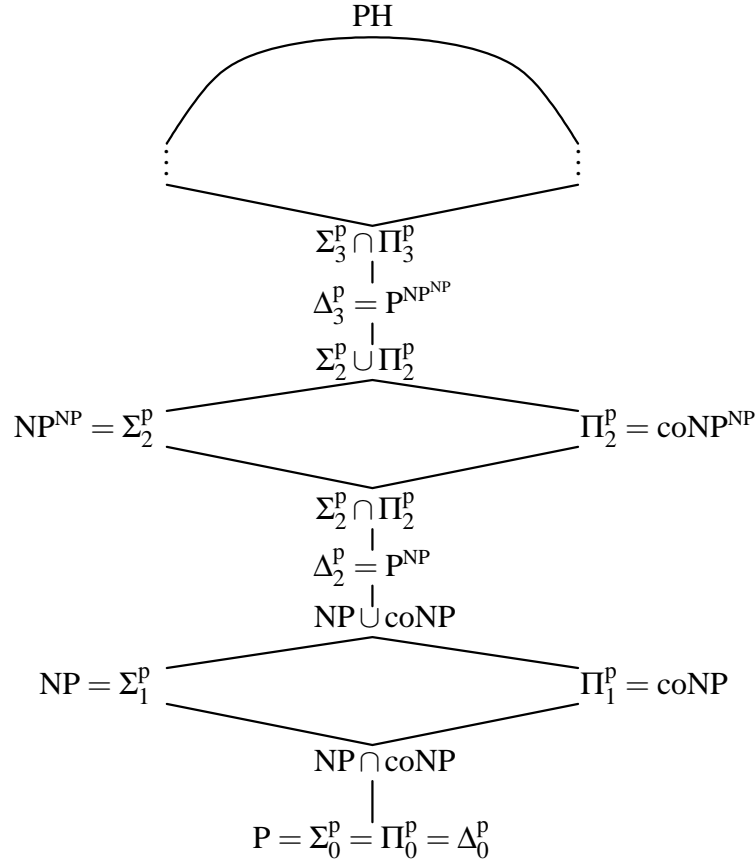 PH
Σ₃ᵖ ∩ Π₃ᵖ
Δ₃ᵖ = P^NP^NP
Σ₂ᵖ ∪ Π₂ᵖ
NP^NP = Σ₂ᵖ
Π₂ᵖ = coNP^NP
Σ₂ᵖ ∩ Π₂ᵖ
Δ₂ᵖ = P^NP
NP ∪ coNP
NP = Σ₁ᵖ
Π₁ᵖ = coNP
NP ∩ coNP
P = Σ₀ᵖ = Π₀ᵖ = Δ₀ᵖ